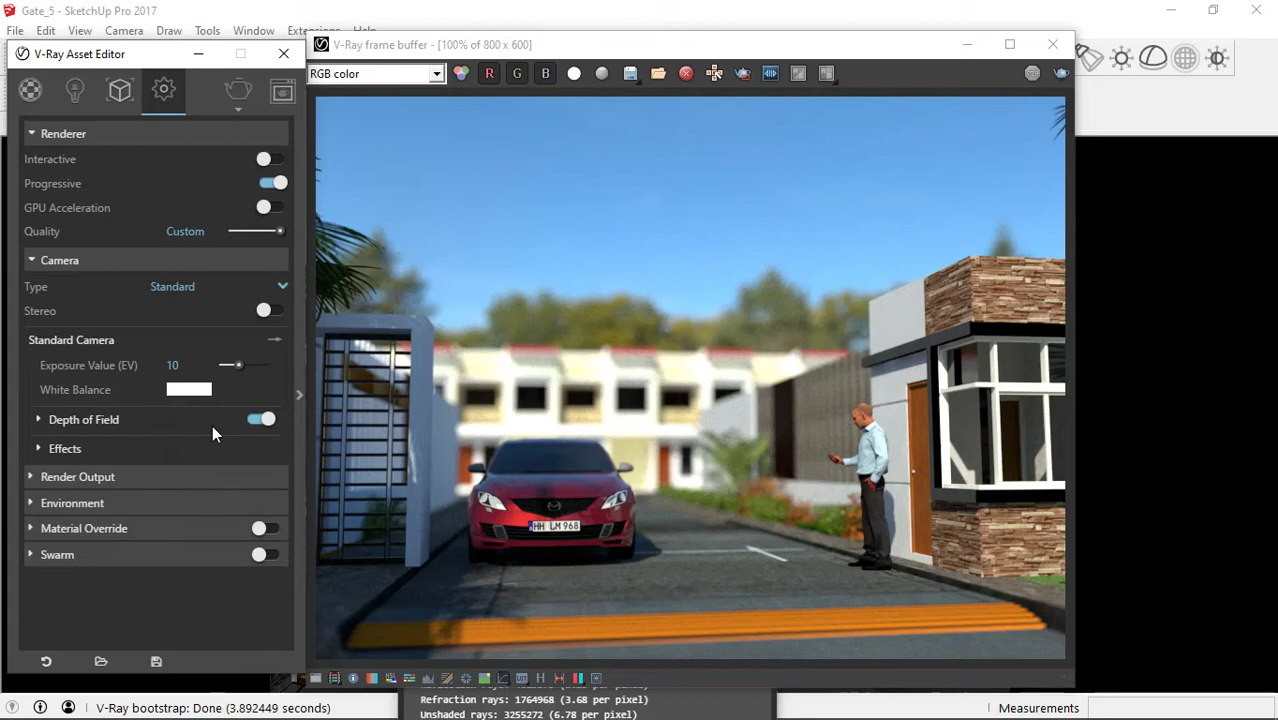 Gate_5 - SketchUp Pro 2017
File Edit View Camera Draw Tools Window Extensions
V-Ray Asset Editor
V-Ray frame buffer - [100% of 800 x 600]
RGB color
R G B
Renderer
Interactive
Progressive
GPU Acceleration
Quality Custom
Camera
Type Standard
Stereo
Standard Camera
Exposure Value (EV) 10
White Balance
Depth of Field
Effects
Render Output
Environment
Material Override
Swarm
HH LM 968
V-Ray bootstrap: Done (3.892449 seconds)
Refraction rays: 1764968 (3.68 per pixel)
Unshaded rays: 3255272 (6.78 per pixel)
Measurements